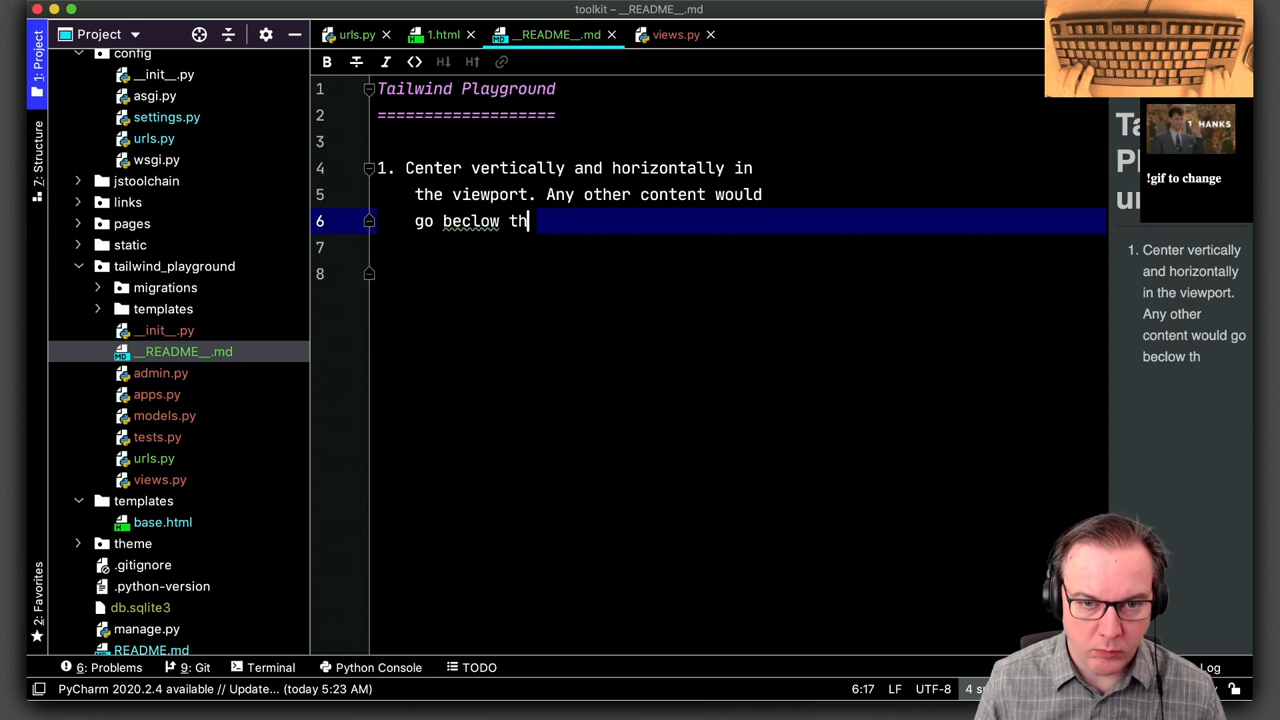 toolkit – __README__.md
1: Project
Project
urls.py
1.html
__README__.md
views.py
B
I
H↓
H↑
config
__init__.py
asgi.py
settings.py
urls.py
wsgi.py
jstoolchain
links
pages
static
tailwind_playground
migrations
templates
__init__.py
__README__.md
admin.py
apps.py
models.py
tests.py
urls.py
views.py
templates
base.html
theme
.gitignore
.python-version
db.sqlite3
manage.py
README.md
7: Structure
2: Favorites
1 Tailwind Playground
2 ==================
=
3
4 1. Center vertically and horizontally in
5 the viewport. Any other content would
6 go beclow th
7
8
HANKS
!gif to change
1. Center vertically
and horizontally
in the viewport.
Any other
content would go
beclow th
6: Problems
9: Git
Terminal
Python Console
TODO
Log
PyCharm 2020.2.4 available // Update... (today 5:23 AM)
6:17
LF
UTF-8